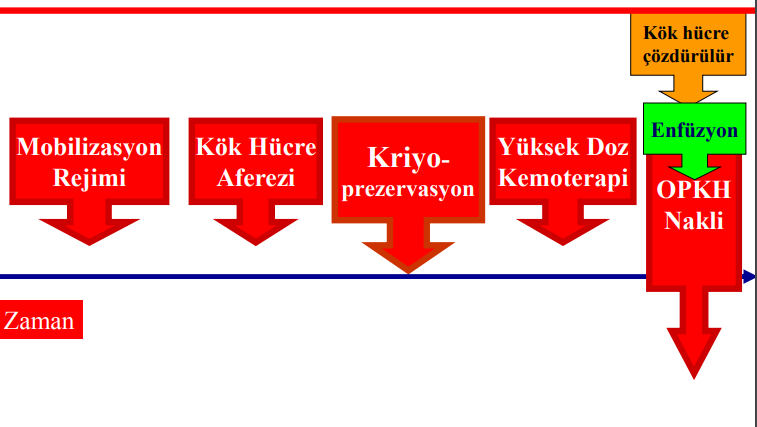 Kök hücre
çözdürülür
Enfüzyon
Mobilizasyon
Rejimi
Kök Hücre
Aferezi
Kriyo-
prezervasyon
Yüksek Doz
Kemoterapi
OPKH
Nakli
Zaman